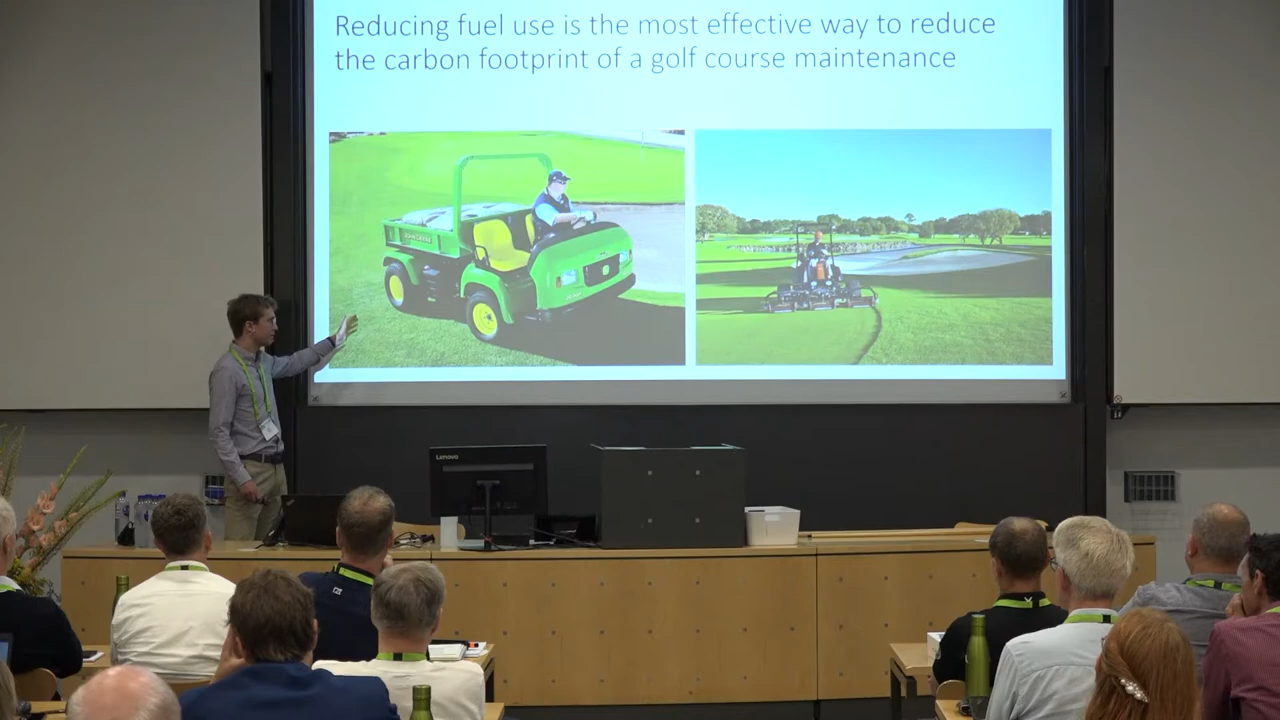 Reducing fuel use is the most effective way to reduce
the carbon footprint of a golf course maintenance
JOHN DEERE
Lenovo